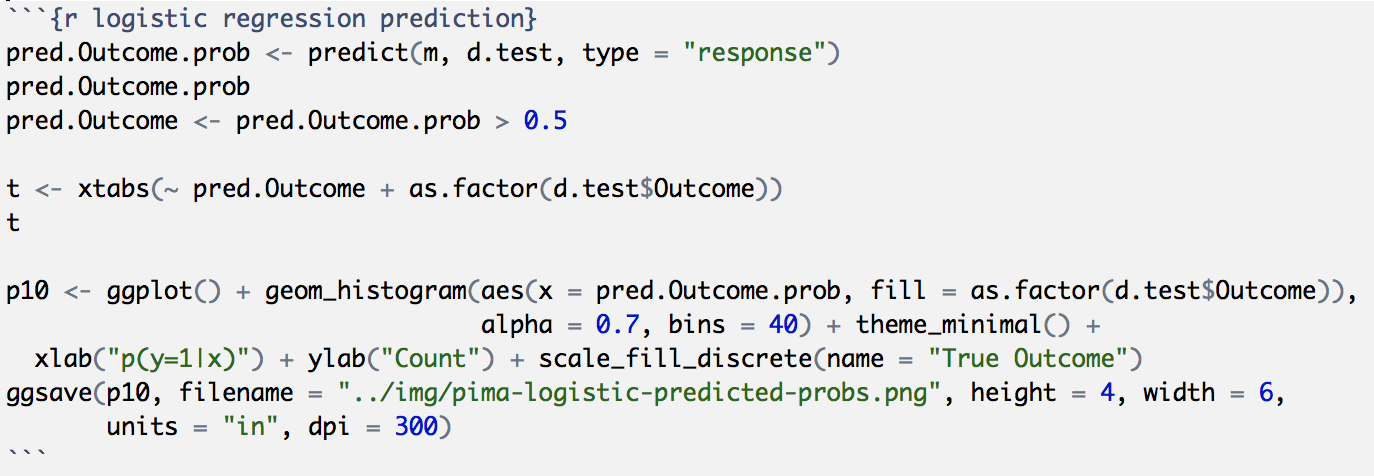 ```{r logistic regression prediction}
pred.Outcome.prob <- predict(m, d.test, type = "response")
pred.Outcome.prob
pred.Outcome <- pred.Outcome.prob > 0.5

t <- xtabs(~ pred.Outcome + as.factor(d.test$Outcome))
t

p10 <- ggplot() + geom_histogram(aes(x = pred.Outcome.prob, fill = as.factor(d.test$Outcome)),
                                 alpha = 0.7, bins = 40) + theme_minimal() +
  xlab("p(y=1|x)") + ylab("Count") + scale_fill_discrete(name = "True Outcome")
ggsave(p10, filename = "../img/pima-logistic-predicted-probs.png", height = 4, width = 6,
       units = "in", dpi = 300)
```